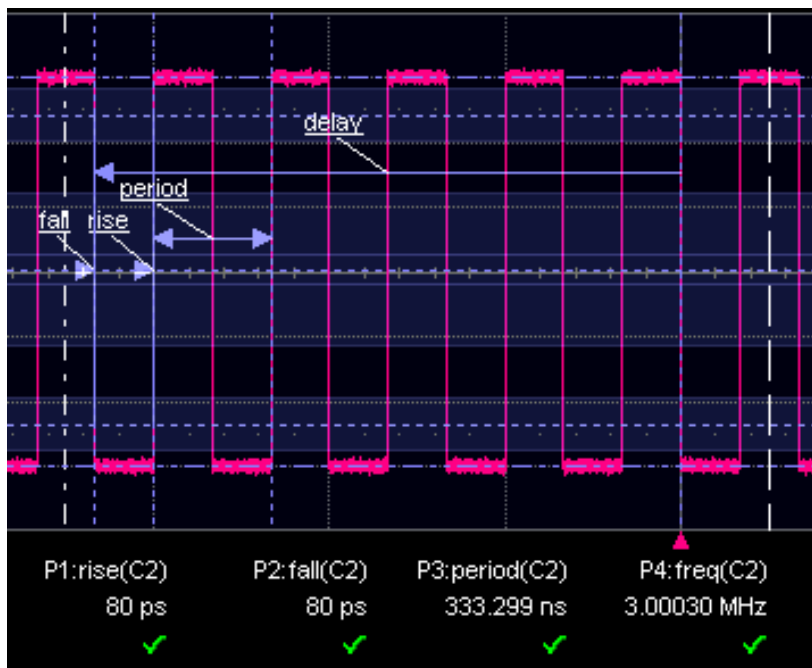 delay
period
fall rise
P1:rise(C2) P2:fall(C2) P3:period(C2) P4:freq(C2)
80 ps 80 ps 333.299 ns 3.00030 MHz